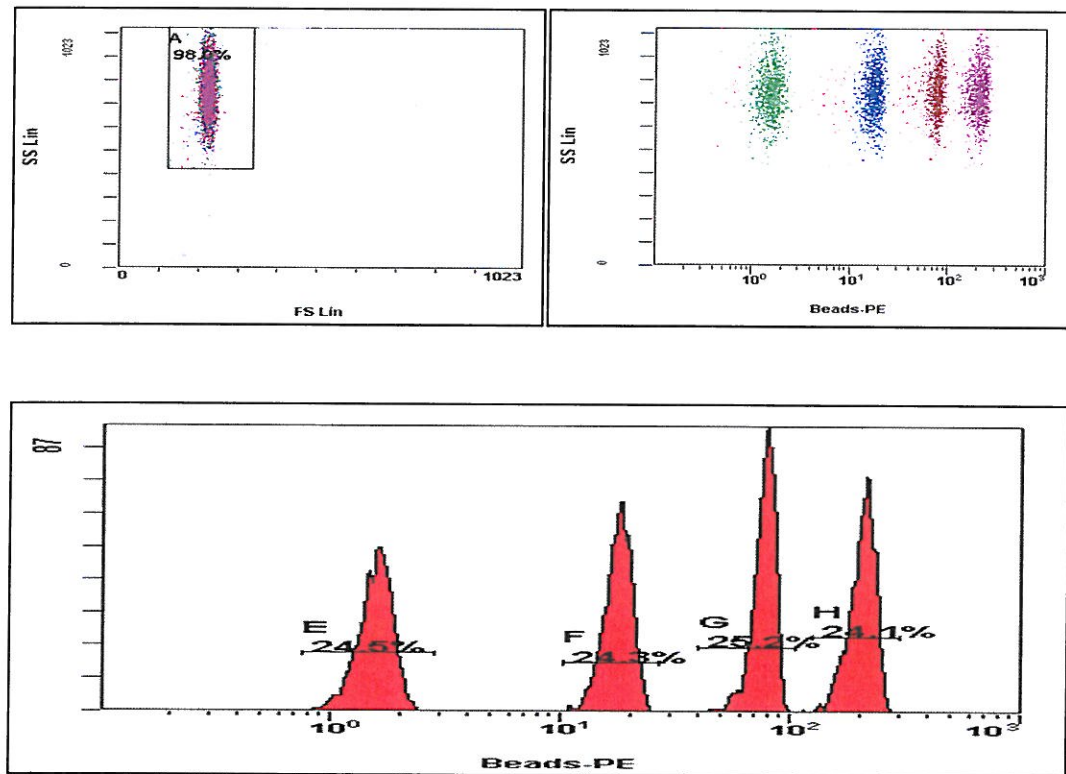 A
98.
SS Lin
1023
0
0
1023
FS Lin
SS Lin
1023
0
10⁰
10¹
10²
10³
Beads-PE
87
E
24.5%
F
24.3%
G
25.2%
H
24.1%
10⁰
10¹
10²
10³
Beads-PE